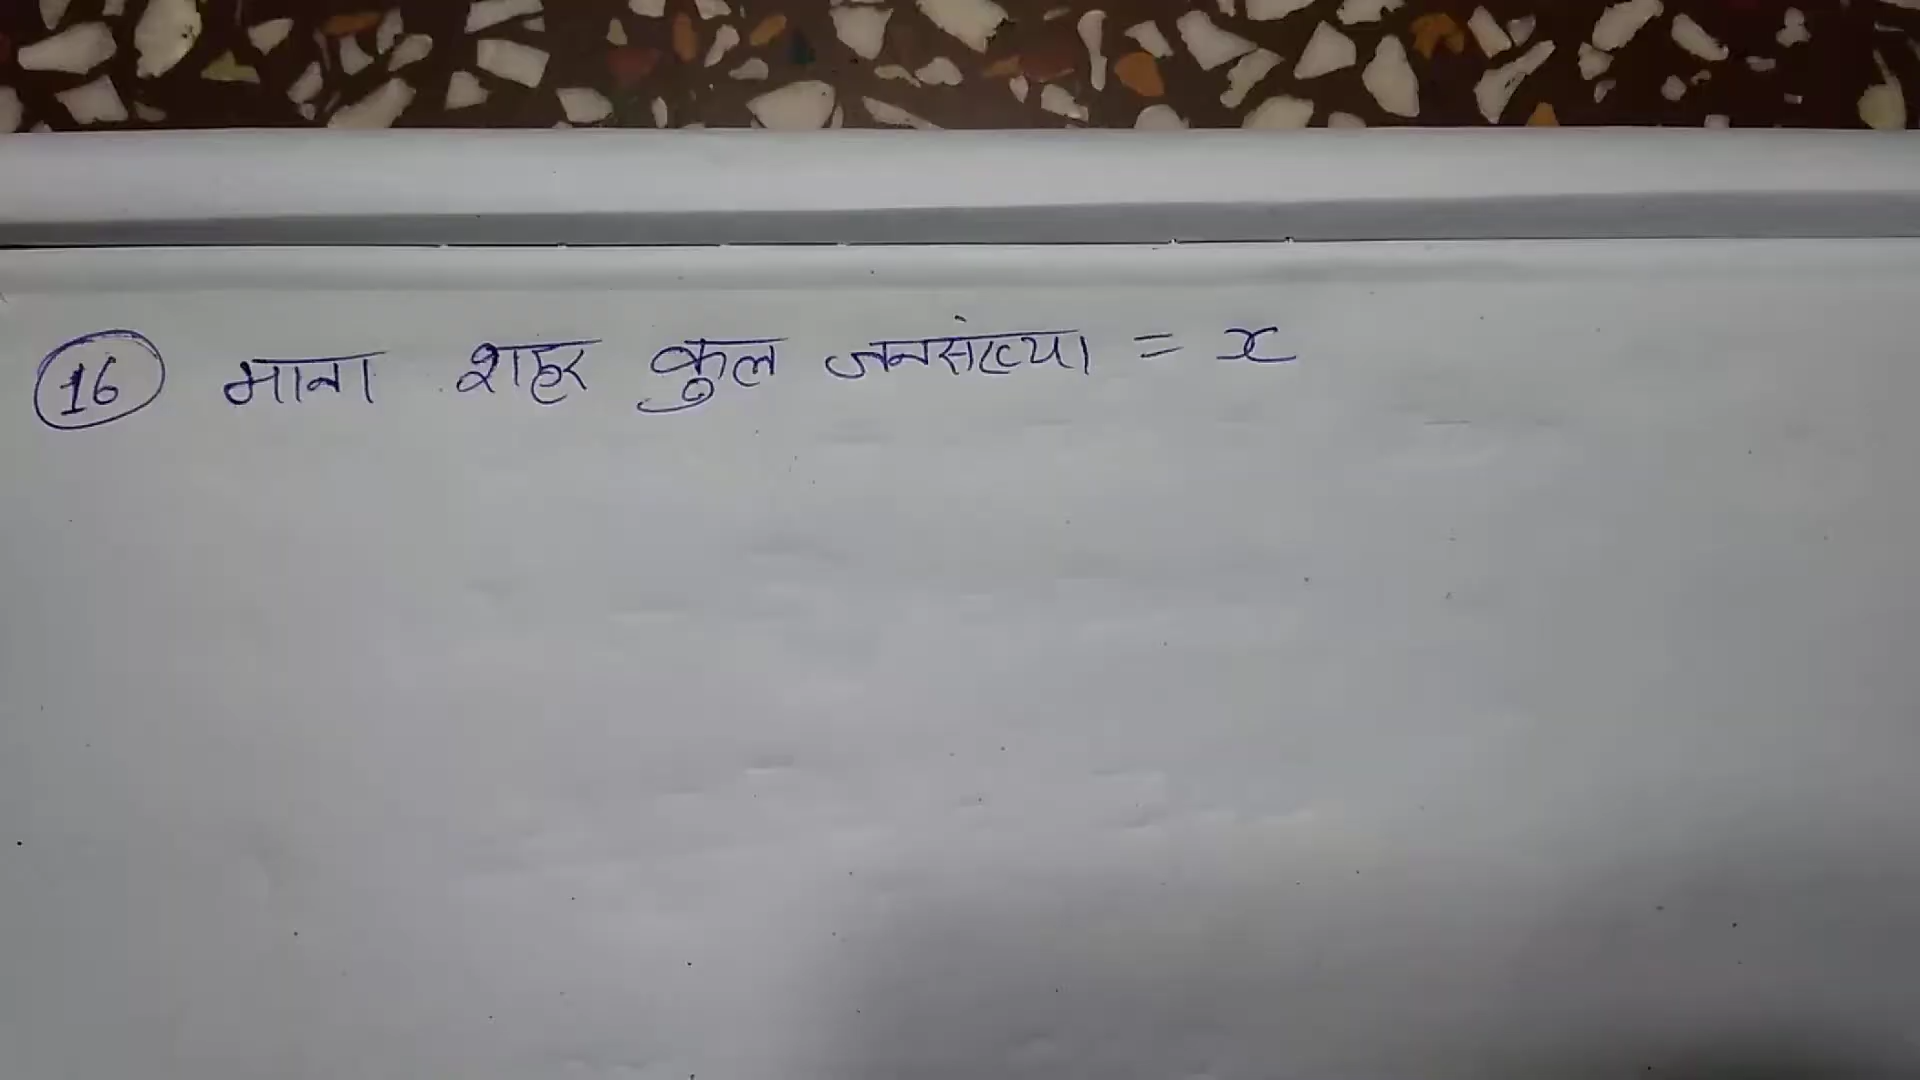 16 माना शहर कुल जनसंख्या = x